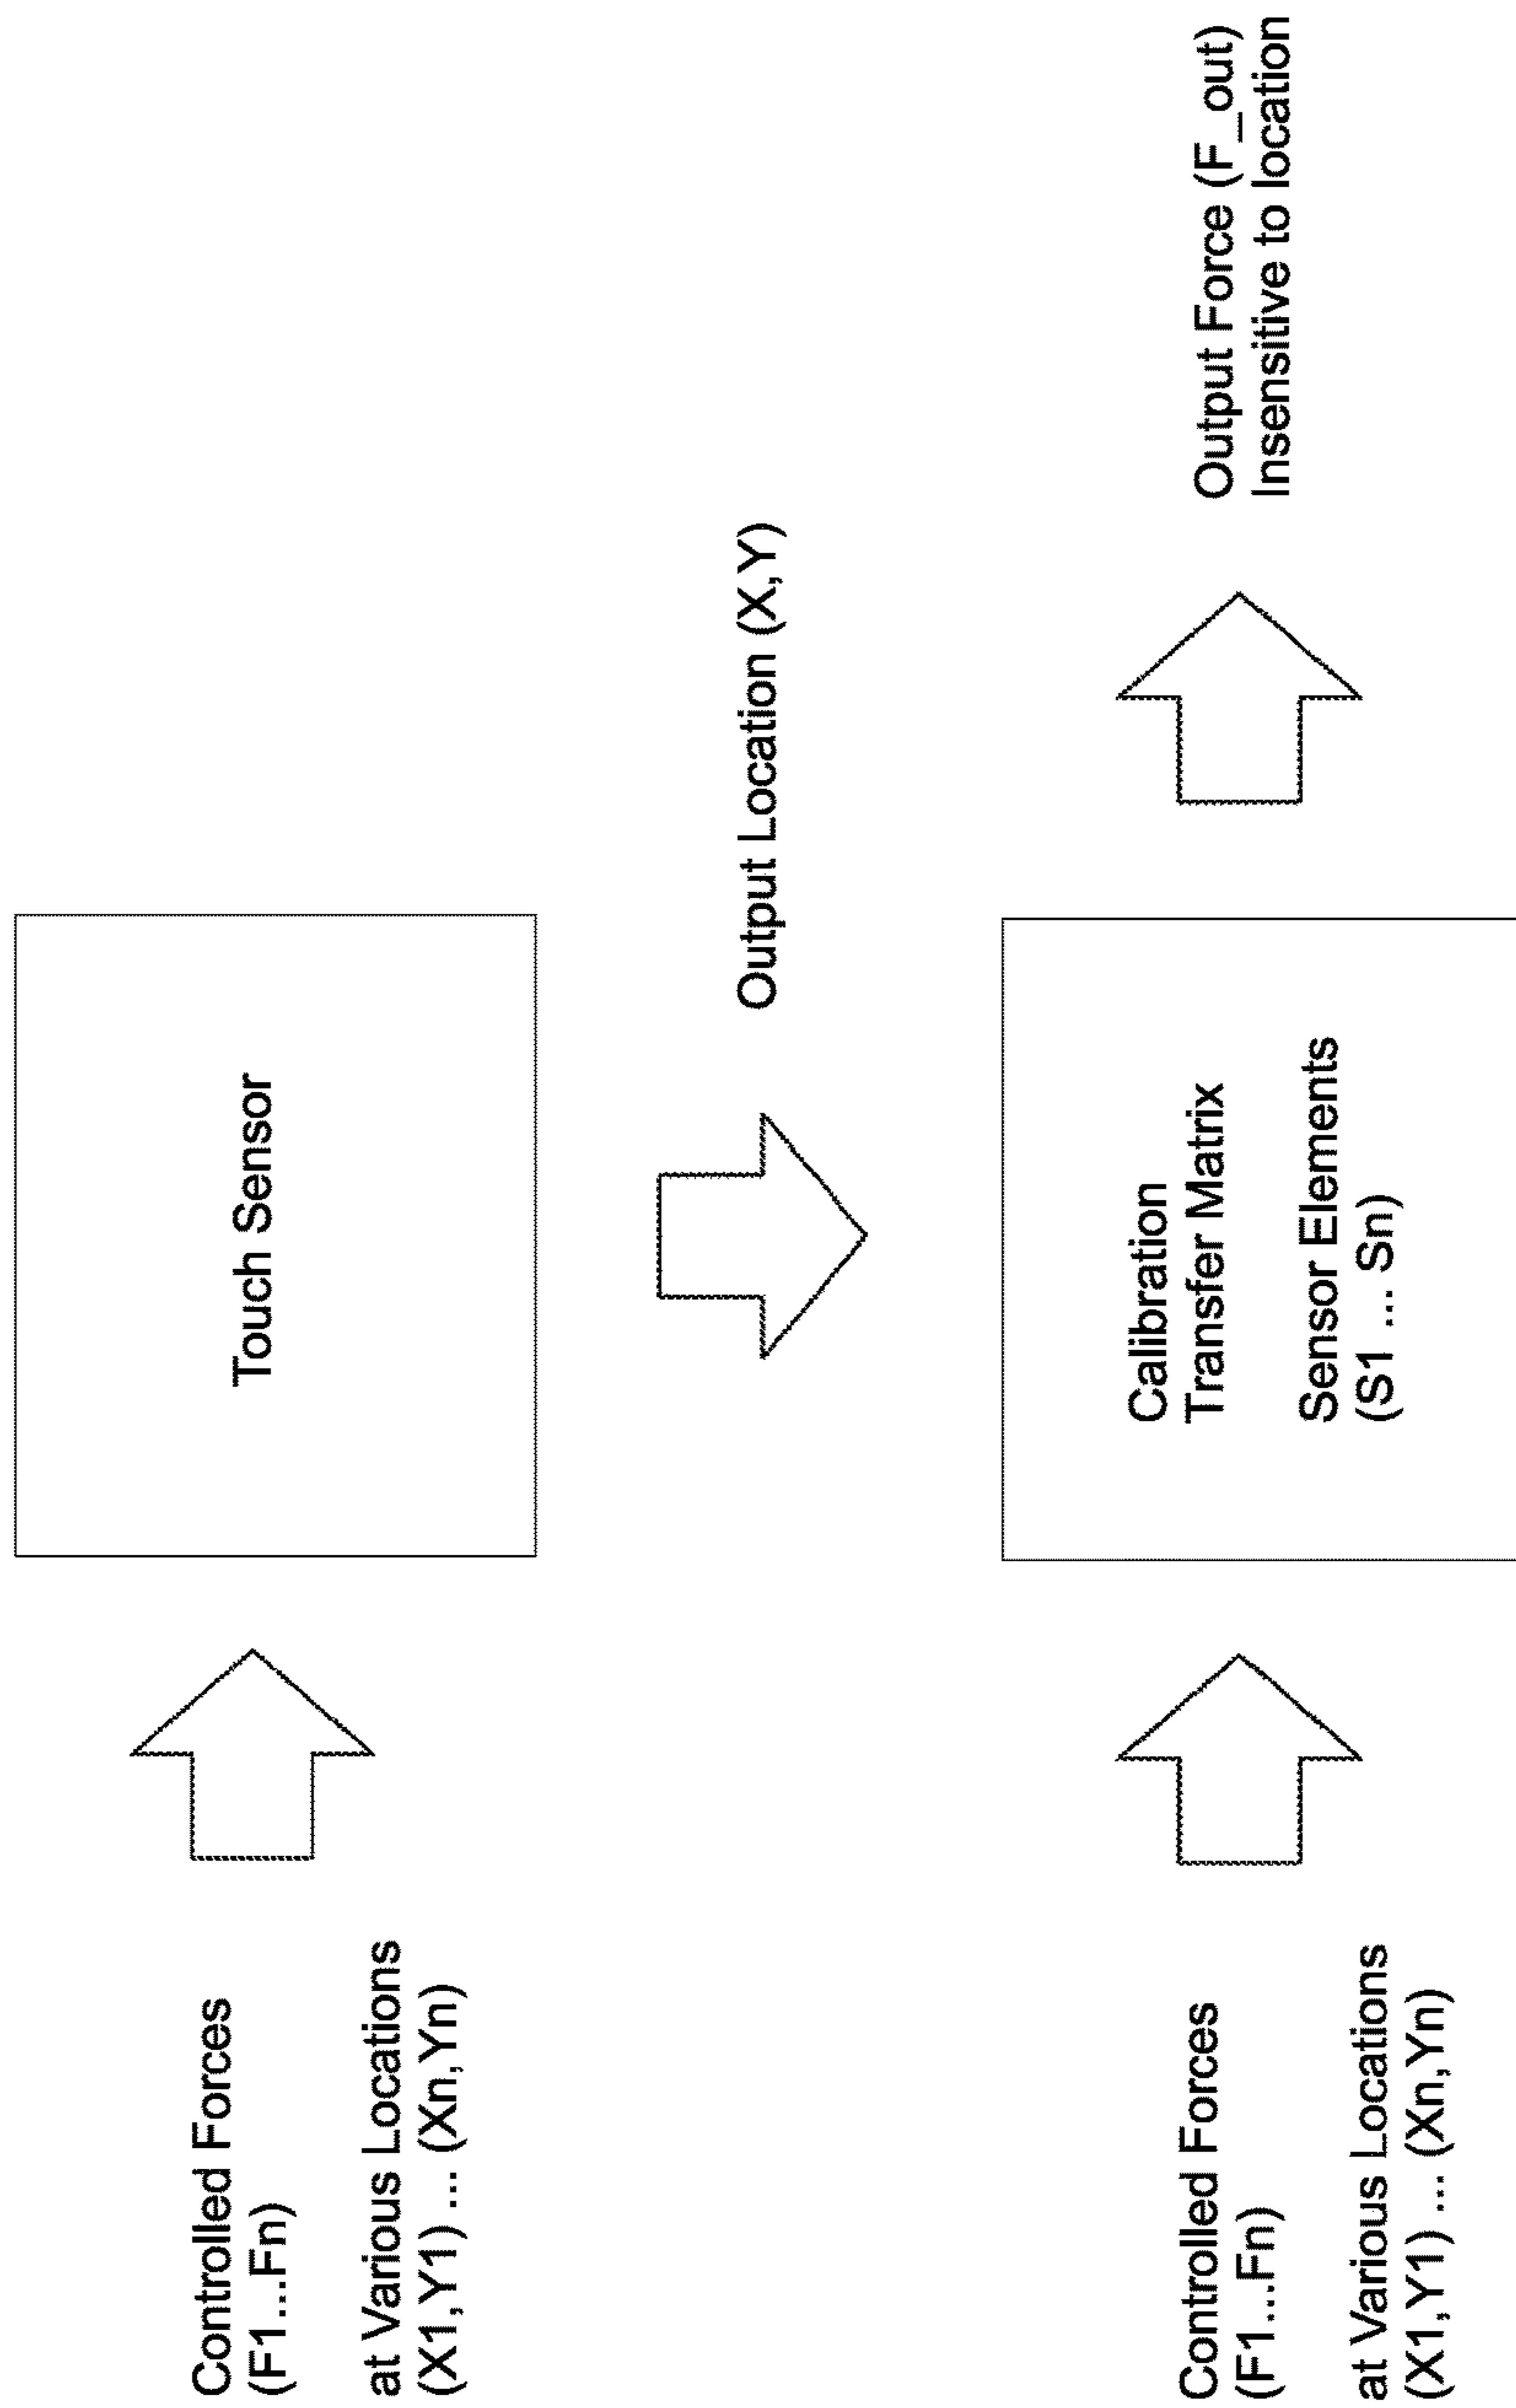 Controlled Forces
(F1...Fn)
at Various Locations
(X1,Y1) ... (Xn,Yn)
Touch Sensor
Output Location (X,Y)
Controlled Forces
(F1...Fn)
at Various Locations
(X1,Y1) ... (Xn,Yn)
Calibration
Transfer Matrix
Sensor Elements
(S1 ... Sn)
Output Force (F_out)
Insensitive to location